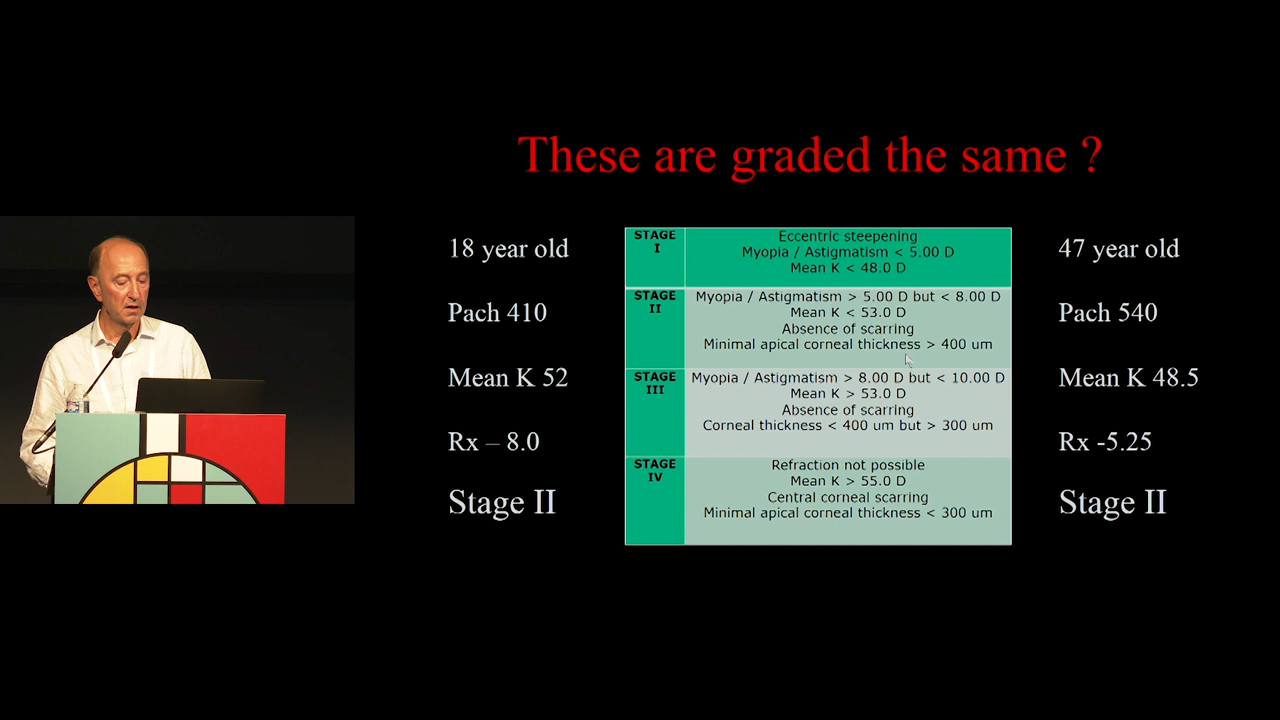 These are graded the same ?
18 year old
Pach 410
Mean K 52
Rx – 8.0
Stage II
STAGE I
Eccentric steepening
Myopia / Astigmatism < 5.00 D
Mean K < 48.0 D
STAGE II
Myopia / Astigmatism > 5.00 D but < 8.00 D
Mean K < 53.0 D
Absence of scarring
Minimal apical corneal thickness > 400 um
STAGE III
Myopia / Astigmatism > 8.00 D but < 10.00 D
Mean K > 53.0 D
Absence of scarring
Corneal thickness < 400 um but > 300 um
STAGE IV
Refraction not possible
Mean K > 55.0 D
Central corneal scarring
Minimal apical corneal thickness < 300 um
47 year old
Pach 540
Mean K 48.5
Rx -5.25
Stage II